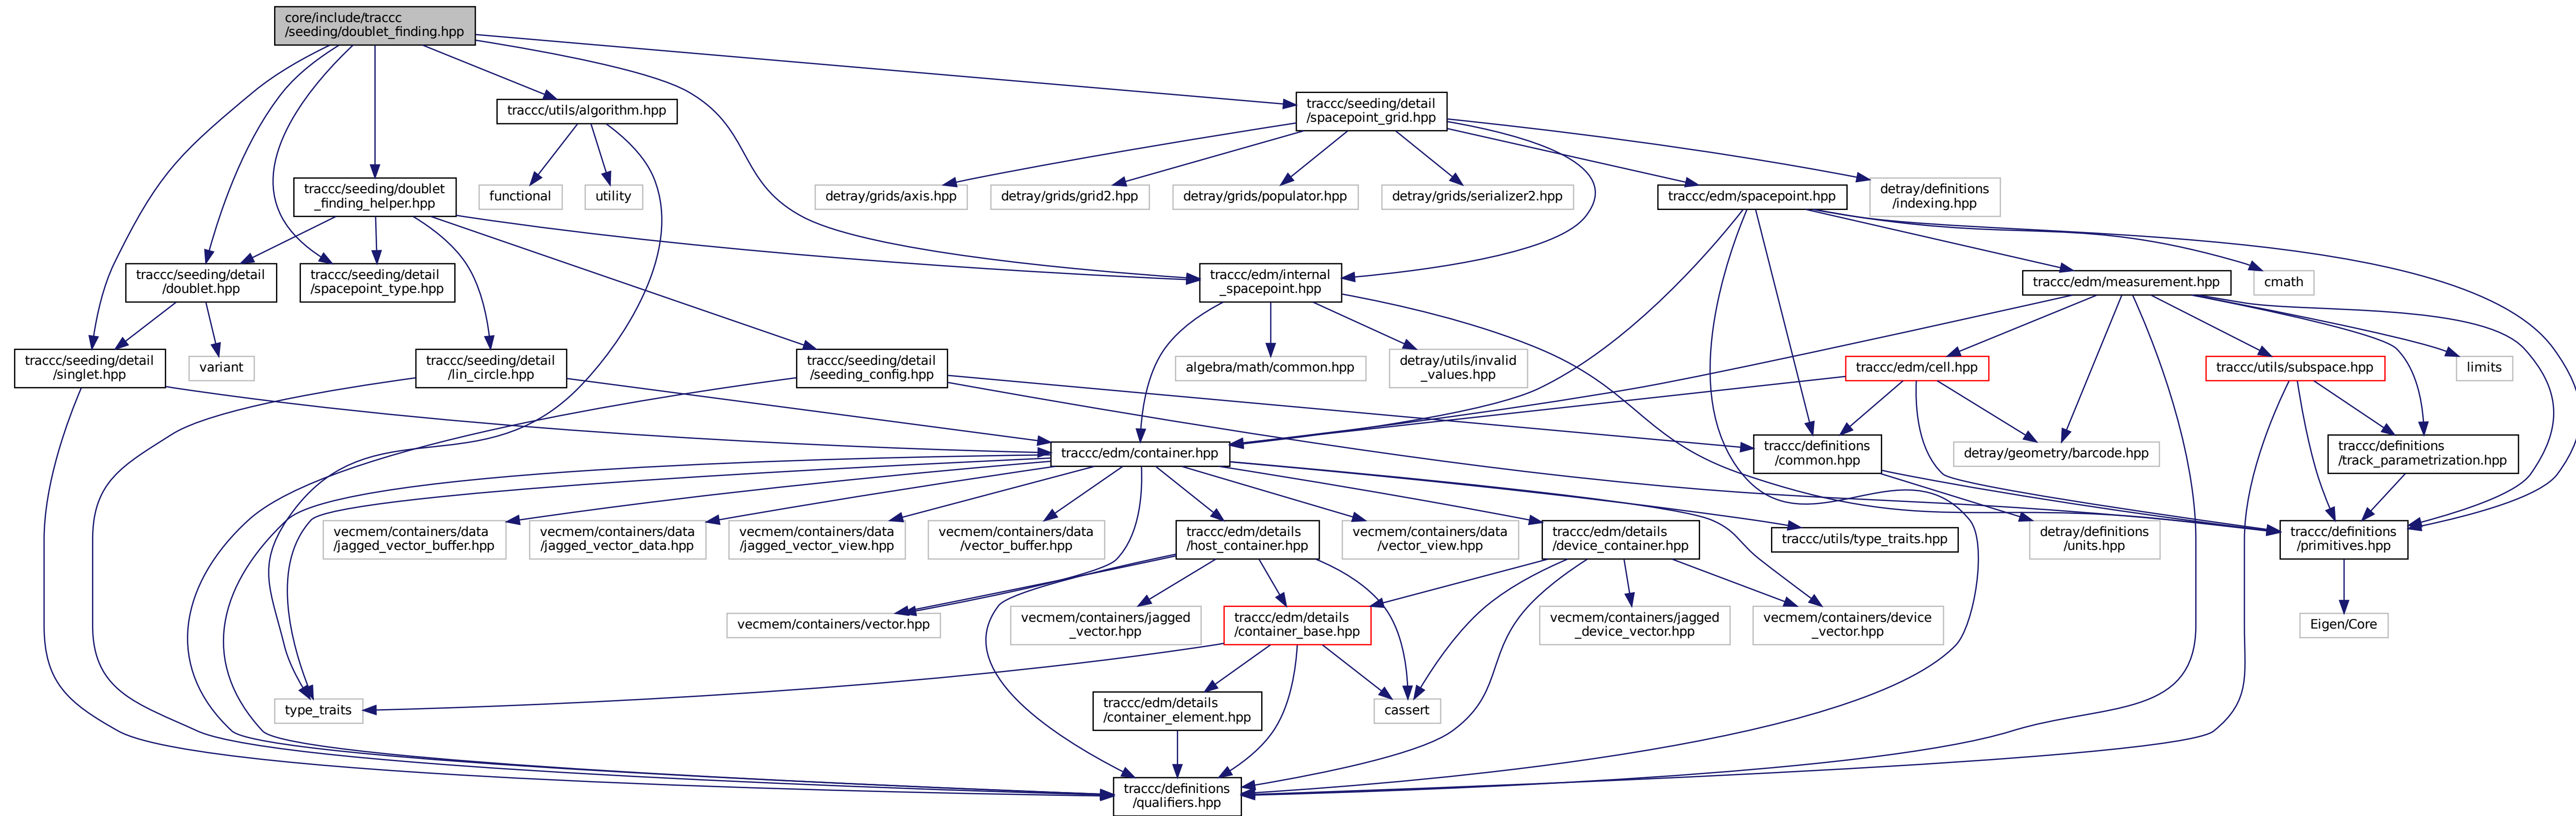 core/include/traccc
/seeding/doublet_finding.hpp
traccc/utils/algorithm.hpp
traccc/seeding/detail
/spacepoint_grid.hpp
traccc/seeding/doublet
_finding_helper.hpp
functional
utility
detray/grids/axis.hpp
detray/grids/grid2.hpp
detray/grids/populator.hpp
detray/grids/serializer2.hpp
traccc/edm/spacepoint.hpp
detray/definitions
/indexing.hpp
traccc/seeding/detail
/doublet.hpp
traccc/seeding/detail
/spacepoint_type.hpp
traccc/edm/internal
_spacepoint.hpp
traccc/edm/measurement.hpp
cmath
traccc/seeding/detail
/singlet.hpp
variant
traccc/seeding/detail
/lin_circle.hpp
traccc/seeding/detail
/seeding_config.hpp
algebra/math/common.hpp
detray/utils/invalid
_values.hpp
traccc/edm/cell.hpp
traccc/utils/subspace.hpp
limits
traccc/edm/container.hpp
traccc/definitions
/common.hpp
detray/geometry/barcode.hpp
traccc/definitions
/track_parametrization.hpp
vecmem/containers/data
/jagged_vector_buffer.hpp
vecmem/containers/data
/jagged_vector_data.hpp
vecmem/containers/data
/jagged_vector_view.hpp
vecmem/containers/data
/vector_buffer.hpp
traccc/edm/details
/host_container.hpp
vecmem/containers/data
/vector_view.hpp
traccc/edm/details
/device_container.hpp
traccc/utils/type_traits.hpp
detray/definitions
/units.hpp
traccc/definitions
/primitives.hpp
vecmem/containers/vector.hpp
vecmem/containers/jagged
_vector.hpp
traccc/edm/details
/container_base.hpp
vecmem/containers/jagged
_device_vector.hpp
vecmem/containers/device
_vector.hpp
Eigen/Core
type_traits
traccc/edm/details
/container_element.hpp
cassert
traccc/definitions
/qualifiers.hpp